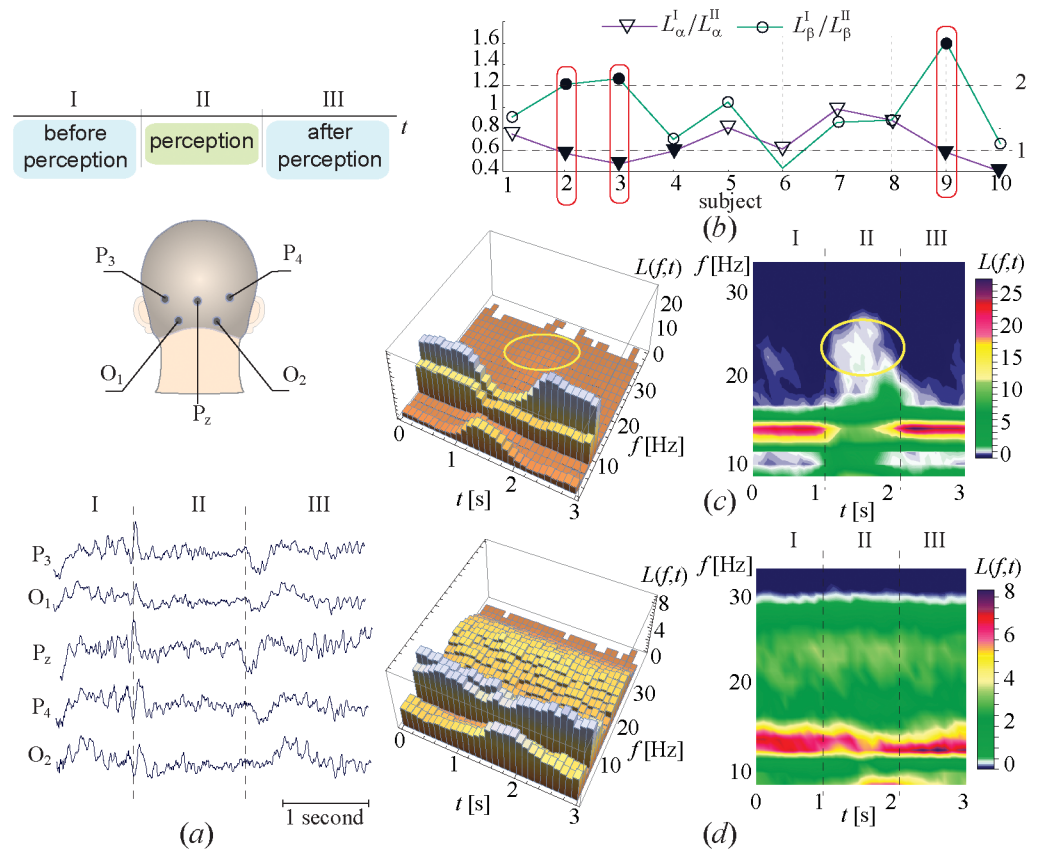 I II III
before perception
perception
after perception
t
P3
P4
O1
O2
Pz
I II III
P3
O1
Pz
P4
O2
1 second
(a)
L^I_α/L^II_α
L^I_β/L^II_β
1.6
1.4
1.2
1
0.8
0.6
0.4
2
1
1 2 3 4 5 6 7 8 9 10
subject
(b)
L(f,t)
20
10
0
30
20
10
f [Hz]
0
1
2
3
t [s]
I II III
f [Hz]
30
20
10
0 1 2 3
t [s]
L(f,t)
25
20
15
10
5
0
(c)
L(f,t)
8
4
0
30
20
10
f [Hz]
0
1
2
3
t [s]
I II III
f [Hz]
30
20
10
0 1 2 3
t [s]
L(f,t)
8
6
4
2
0
(d)